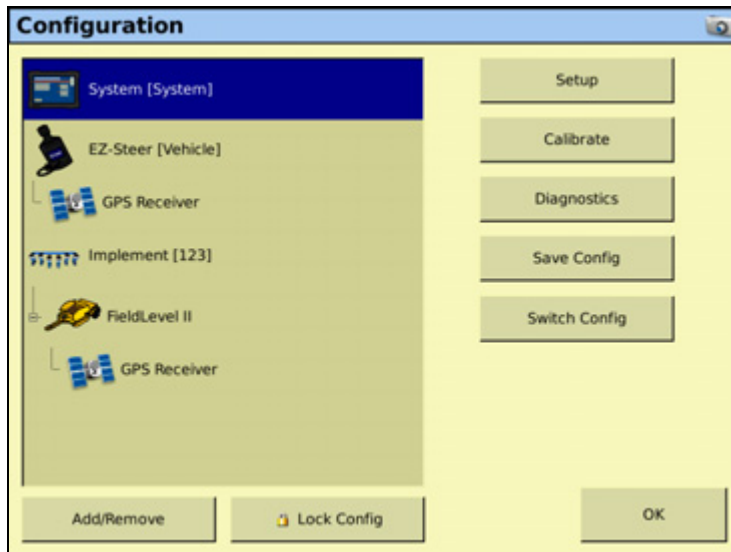 Configuration
System [System]
EZ-Steer [Vehicle]
GPS Receiver
Implement [123]
FieldLevel II
GPS Receiver
Setup
Calibrate
Diagnostics
Save Config
Switch Config
Add/Remove
Lock Config
OK